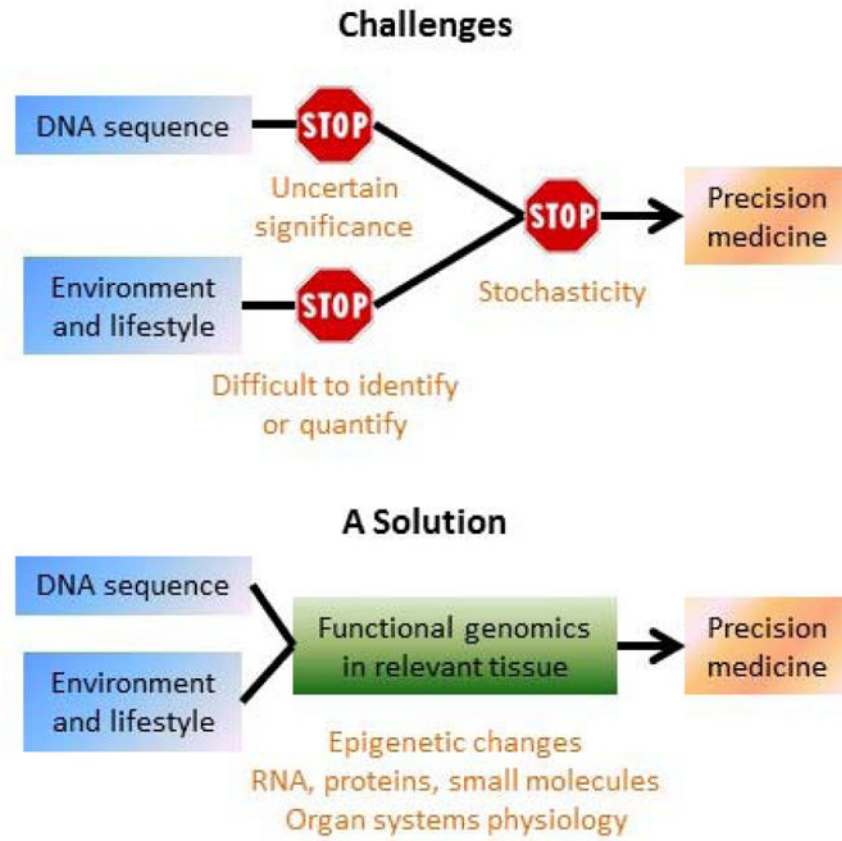 Challenges
DNA sequence
STOP
Uncertain
significance
Environment
and lifestyle
STOP
Difficult to identify
or quantify
STOP
Stochasticity
Precision
medicine
A Solution
DNA sequence
Environment
and lifestyle
Functional genomics
in relevant tissue
Precision
medicine
Epigenetic changes
RNA, proteins, small molecules
Organ systems physiology